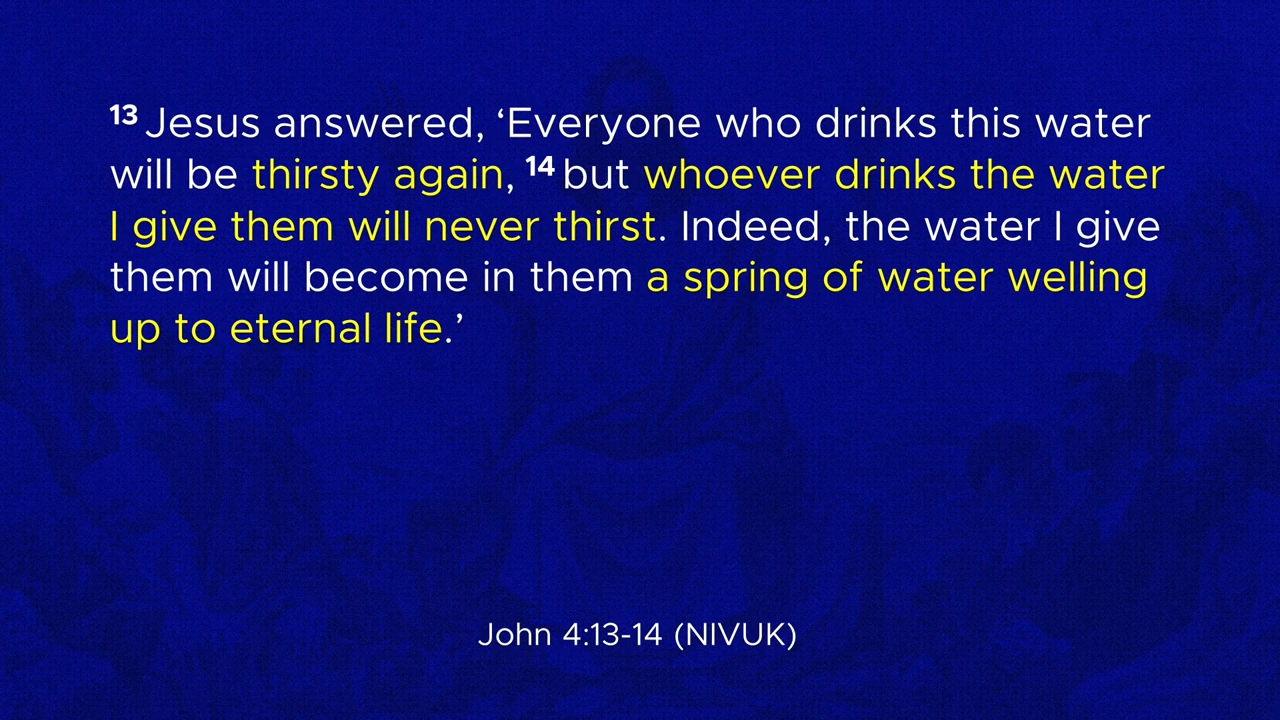 13 Jesus answered, ‘Everyone who drinks this water
will be thirsty again, 14 but whoever drinks the water
I give them will never thirst. Indeed, the water I give
them will become in them a spring of water welling
up to eternal life.’
John 4:13-14 (NIVUK)